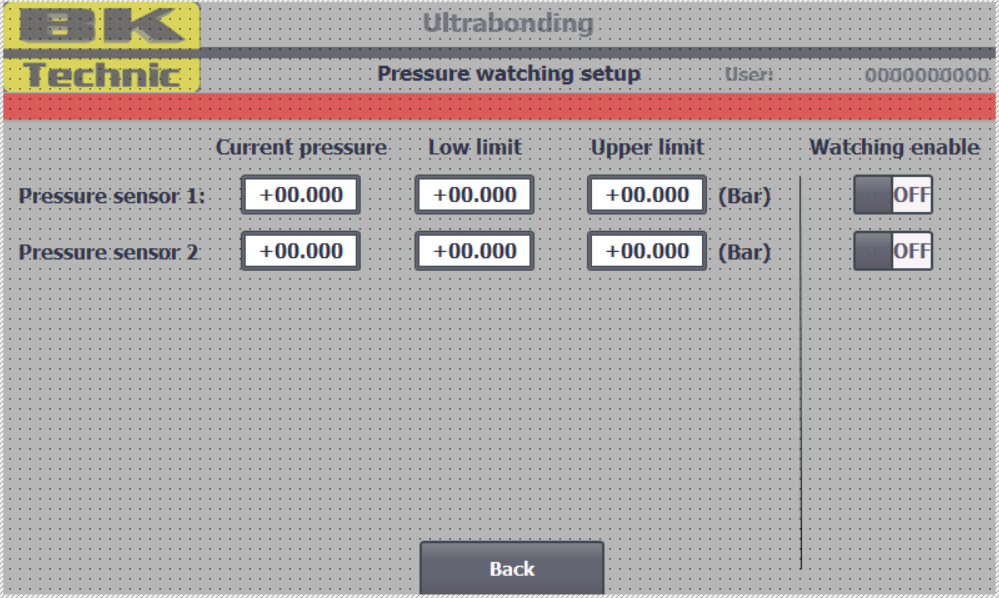 BK
Technic
Ultrabonding
Pressure watching setup User: 0000000000
Current pressure Low limit Upper limit Watching enable
Pressure sensor 1: +00.000 +00.000 +00.000 (Bar) OFF
Pressure sensor 2 +00.000 +00.000 +00.000 (Bar) OFF
Back